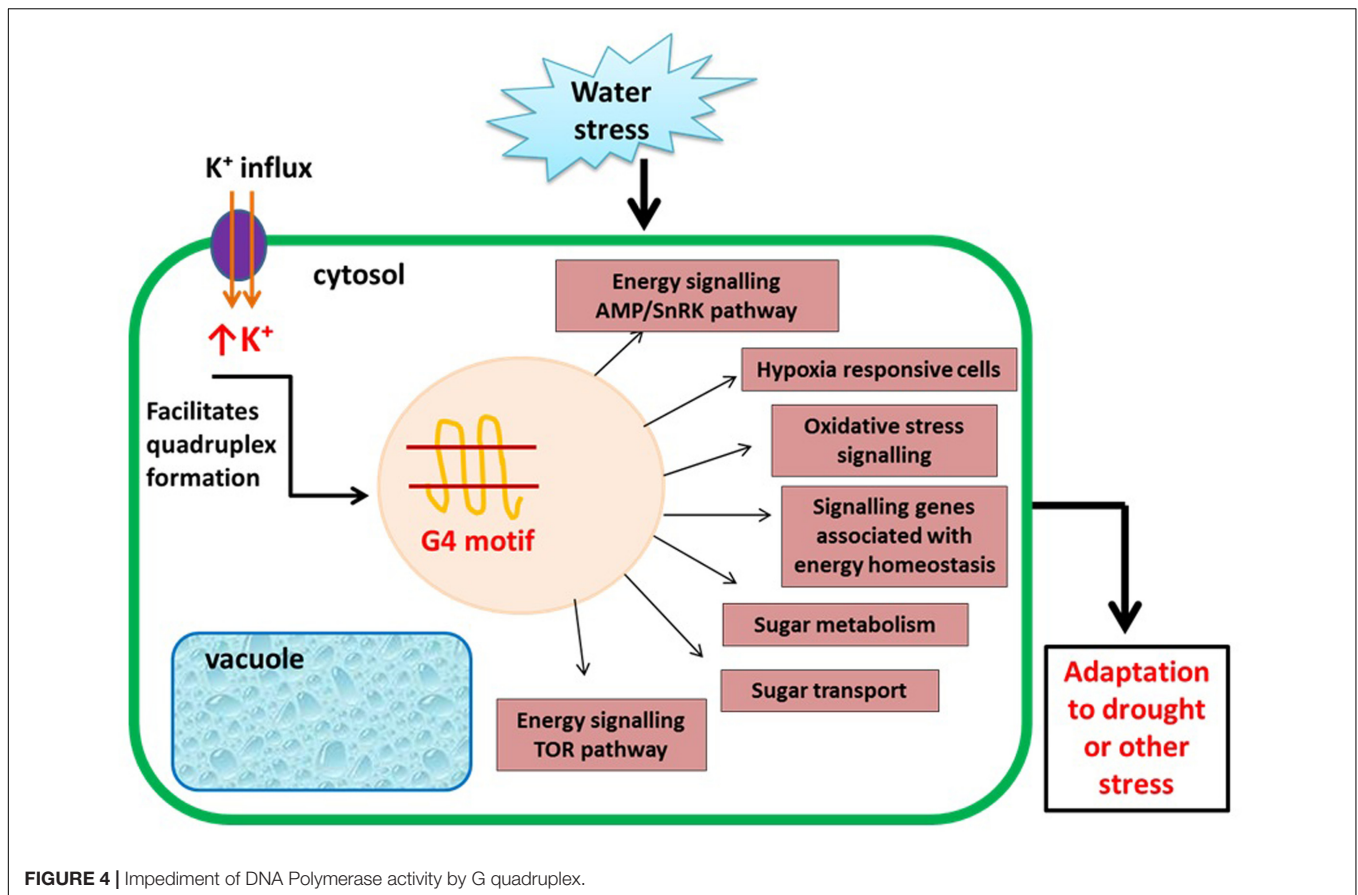 Water
stress
K⁺ influx
cytosol
↑K⁺
Facilitates
quadruplex
formation
G4 motif
vacuole
Energy signalling
AMP/SnRK pathway
Hypoxia responsive cells
Oxidative stress
signalling
Signalling genes
associated with
energy homeostasis
Sugar metabolism
Sugar transport
Energy signalling
TOR pathway
Adaptation
to drought
or other
stress
FIGURE 4 | Impediment of DNA Polymerase activity by G quadruplex.